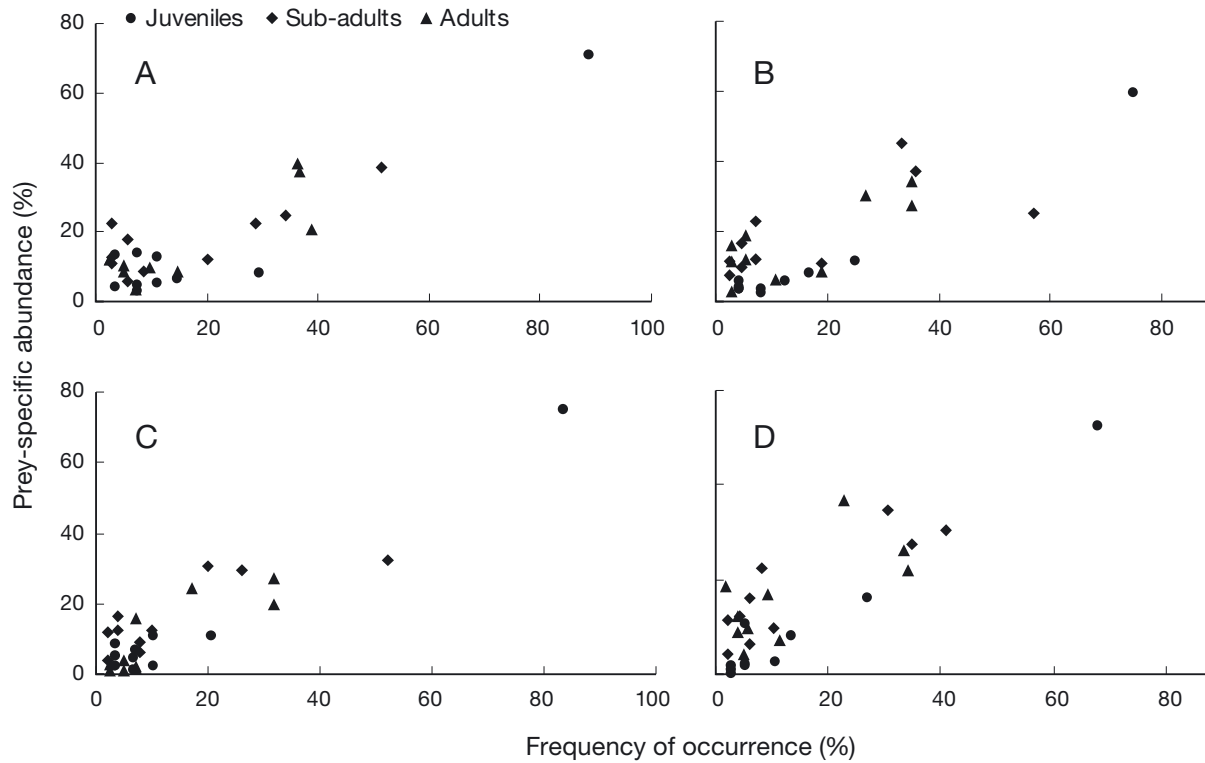 Juveniles Sub-adults Adults
A
B
80
60
40
20
0
0 20 40 60 80 100
0 20 40 60 80
C
D
80
60
40
20
0
0 20 40 60 80 100
0 20 40 60 80
Prey-specific abundance (%)
Frequency of occurrence (%)